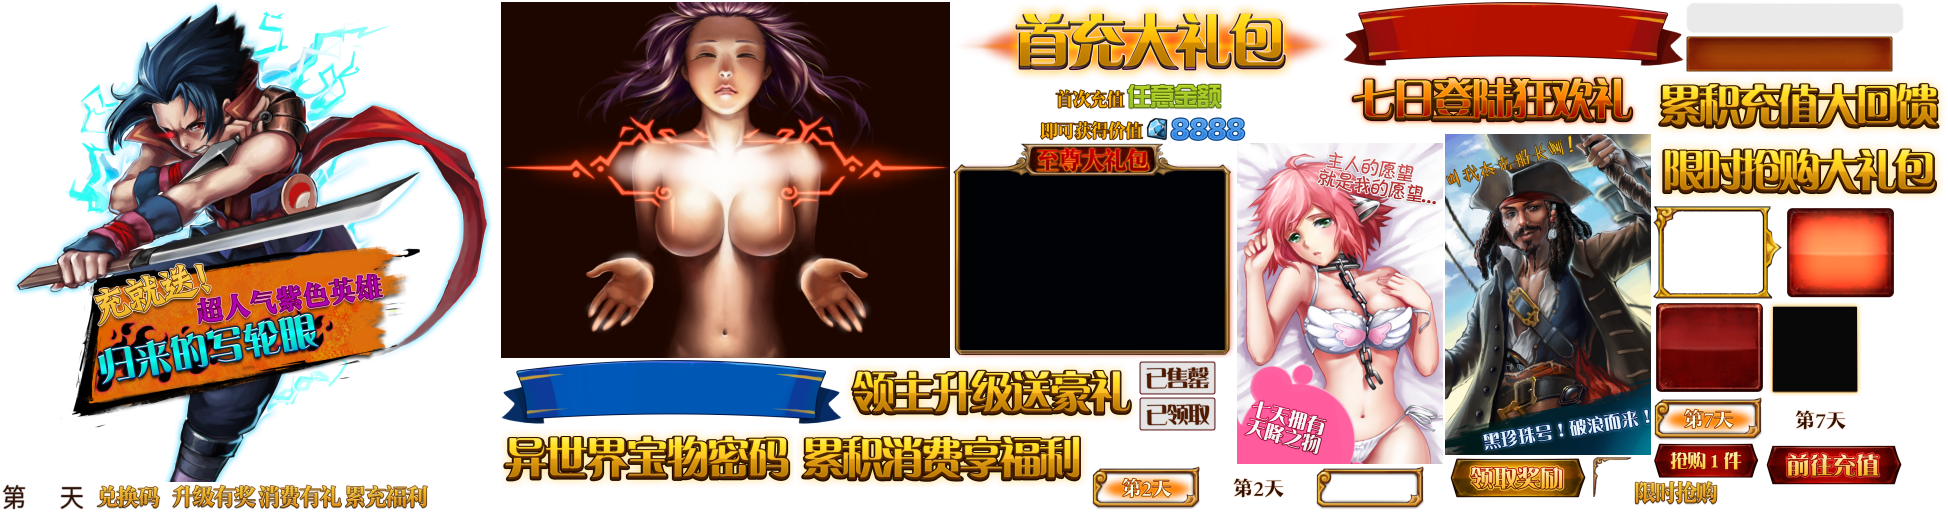 充就送！
超人气紫色英雄
归来的写轮眼
第 天
兑换码
升级有奖
消费有礼
累充福利
领主升级送豪礼
异世界宝物密码
累积消费享福利
首充大礼包
首次充值任意金额
即可获得价值8888
至尊大礼包
已售罄
已领取
第2天
第2天
主人的愿望
就是我的愿望...
七天拥有
天降之物
七日登陆狂欢礼
叫我杰克船长啊！
黑珍珠号！破浪而来！
领取奖励
累积充值大回馈
限时抢购大礼包
第7天
第7天
抢购1件
前往充值
限时抢购